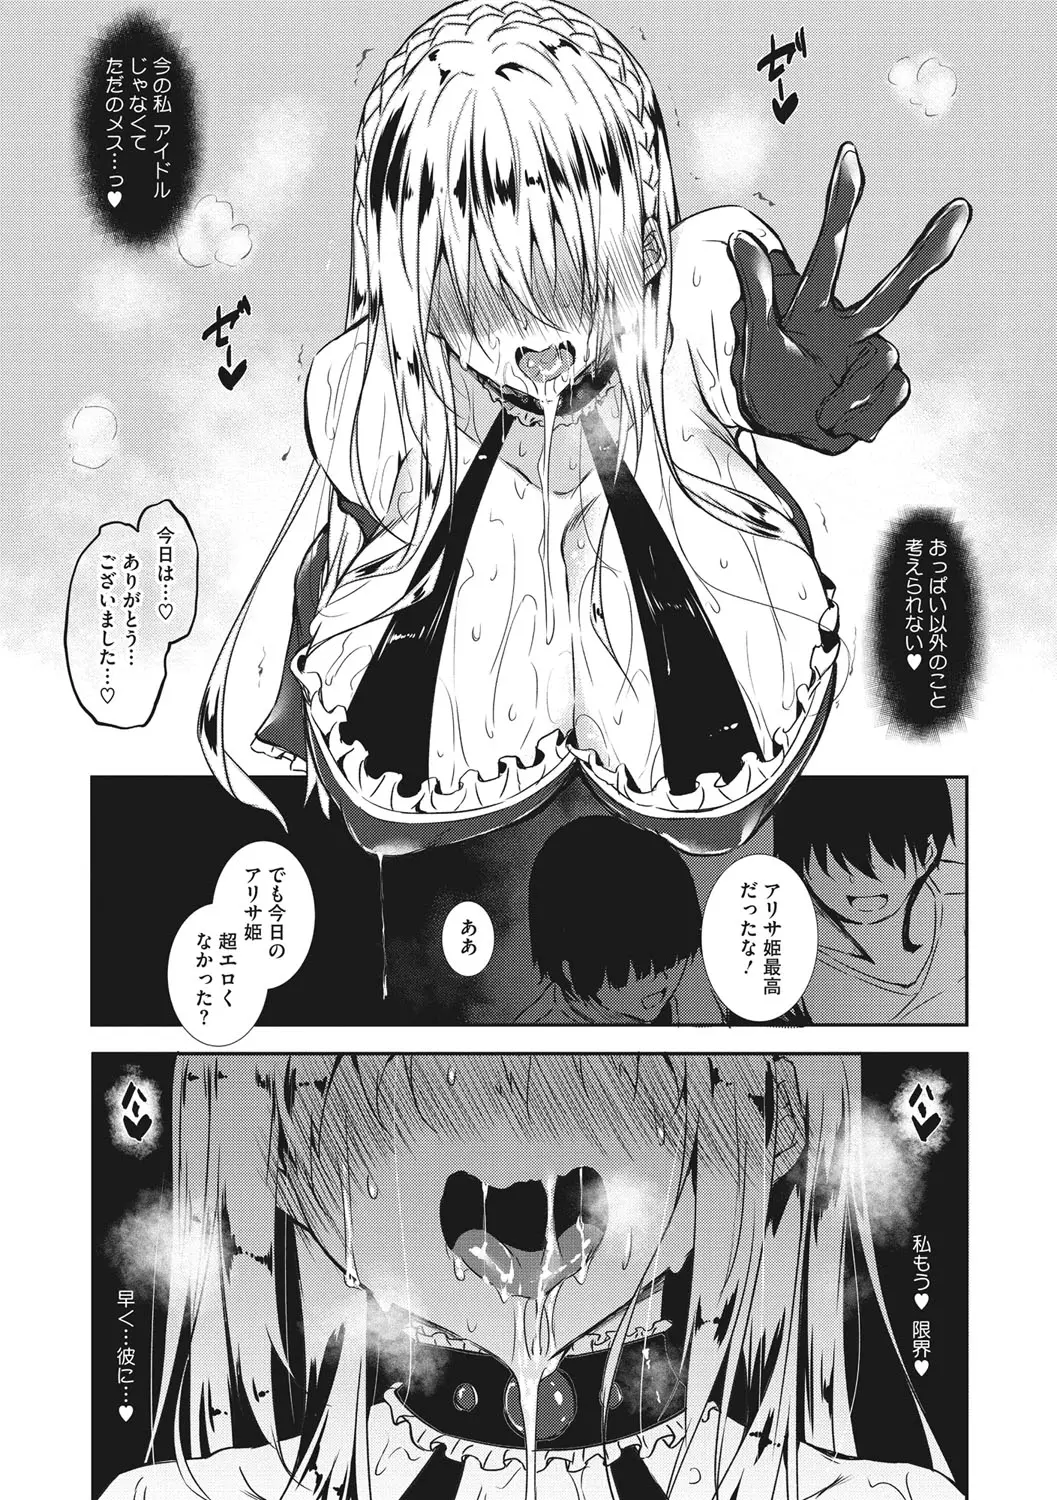 おっぱい以外のこと
考えられない♥
ぜー♥
今の私 アイドル
じゃなくて
ただのメス…っ♥
ぜー♥
今日は…♡
ありがとう…
ございました…♡
アリサ姫最高
だったな！
ああ
でも今日の
アリサ姫
超エロく
なかった？
ハー♥
私もう♥ 限界♥
ハー♥
早く…彼に…♥